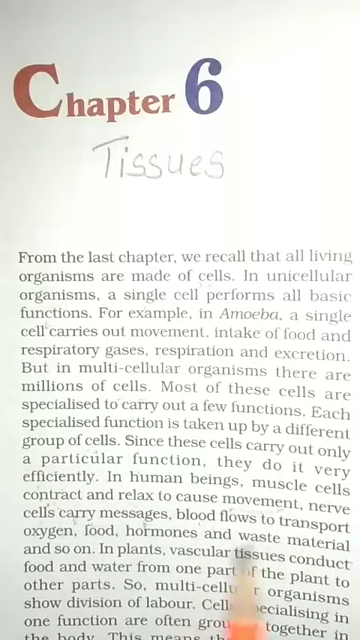 Chapter 6
Tissues
From the last chapter, we recall that all living
organisms are made of cells. In unicellular
organisms, a single cell performs all basic
functions. For example, in Amoeba, a single
cell carries out movement, intake of food and
respiratory gases, respiration and excretion.
But in multi-cellular organisms there are
millions of cells. Most of these cells are
specialised to carry out a few functions. Each
specialised function is taken up by a different
group of cells. Since these cells carry out only
a particular function, they do it very
efficiently. In human beings, muscle cells
contract and relax to cause movement, nerve
cells carry messages, blood flows to transport
oxygen, food, hormones and waste material
and so on. In plants, vascular tissues conduct
food and water from one part of the plant to
other parts. So, multi-cellu organisms
show division of labour. Cell ecialising in
one function are often grou together in
the body. This means th